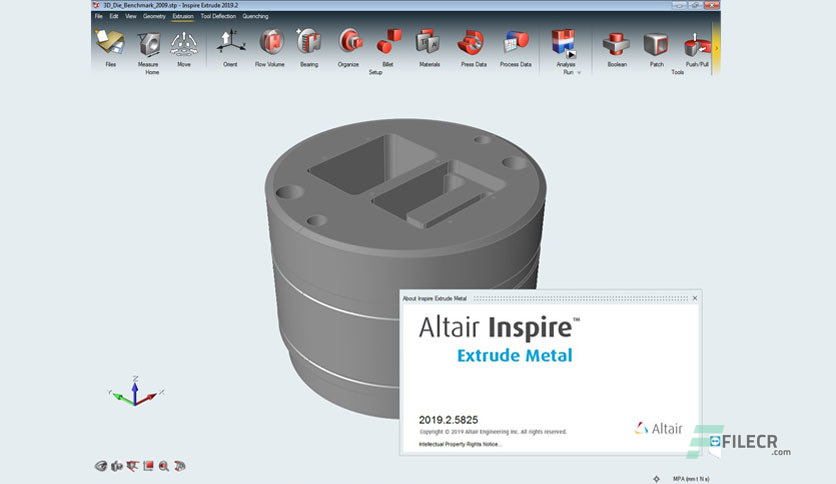 3D_Die_Benchmark_2009.stp - Inspire Extrude 2019.2
File Edit View Geometry Extrusion Tool Deflection Quenching
Files Measure Move Orient Flow Volume Bearing Organize Billet Materials Press Data Process Data Analysis Boolean Patch Push/Pull
Home Setup Run Tools
About Inspire Extrude Metal
Altair Inspire™
Extrude Metal
2019.2.5825
Copyright © 2019 Altair Engineering Inc. All rights reserved.
Intellectual Property Rights Notice...
Altair
FILECR
.com
Z
Y X
MPA (mm t N s)